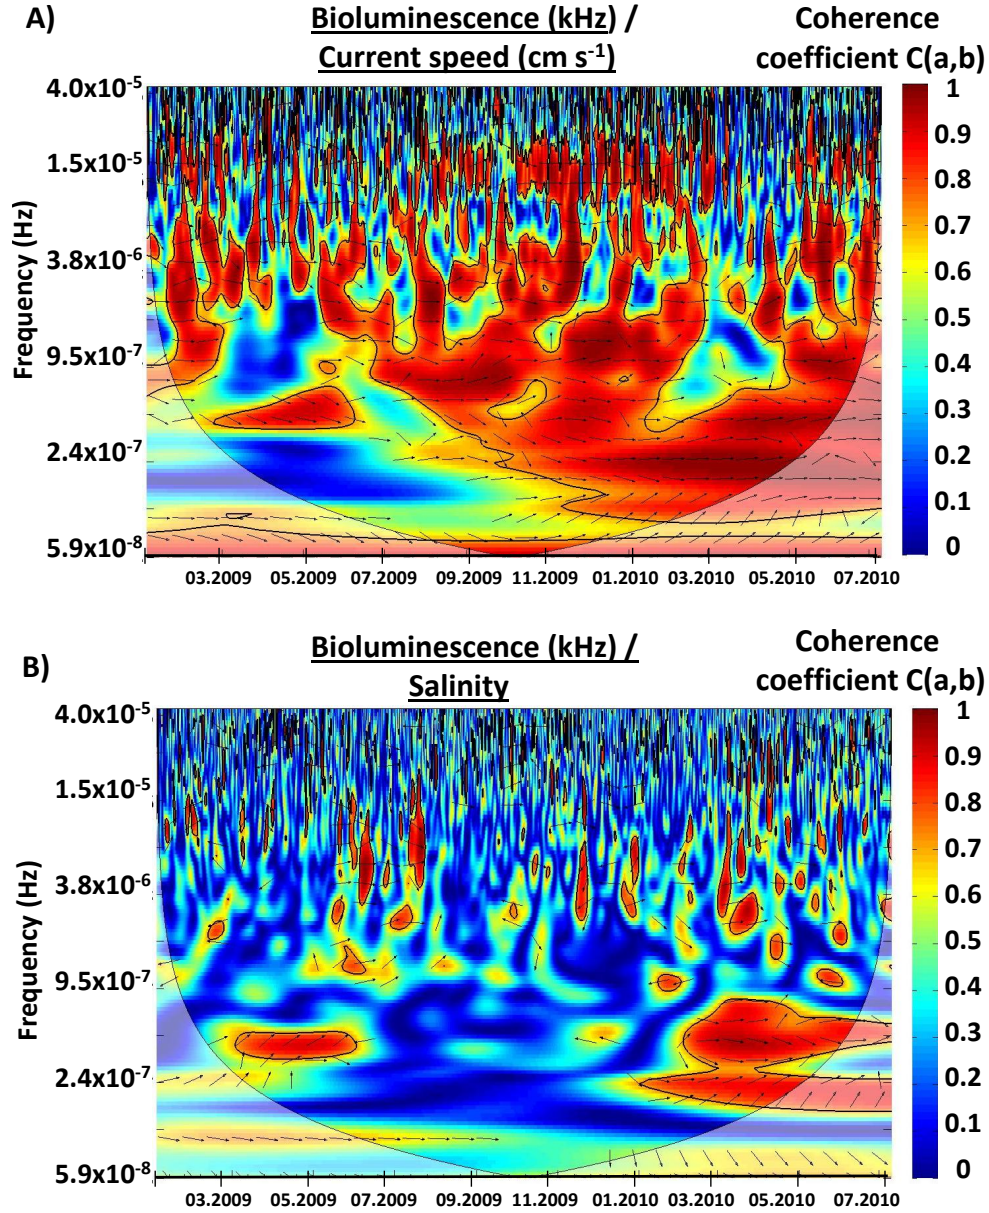 A)
Bioluminescence (kHz) /
Current speed (cm s⁻¹)
Coherence
coefficient C(a,b)
Frequency (Hz)
4.0x10⁻⁵
1.5x10⁻⁵
3.8x10⁻⁶
9.5x10⁻⁷
2.4x10⁻⁷
5.9x10⁻⁸
1
0.9
0.8
0.7
0.6
0.5
0.4
0.3
0.2
0.1
0
03.2009 05.2009 07.2009 09.2009 11.2009 01.2010 03.2010 05.2010 07.2010
B)
Bioluminescence (kHz) /
Salinity
Coherence
coefficient C(a,b)
Frequency (Hz)
4.0x10⁻⁵
1.5x10⁻⁵
3.8x10⁻⁶
9.5x10⁻⁷
2.4x10⁻⁷
5.9x10⁻⁸
1
0.9
0.8
0.7
0.6
0.5
0.4
0.3
0.2
0.1
0
03.2009 05.2009 07.2009 09.2009 11.2009 01.2010 03.2010 05.2010 07.2010